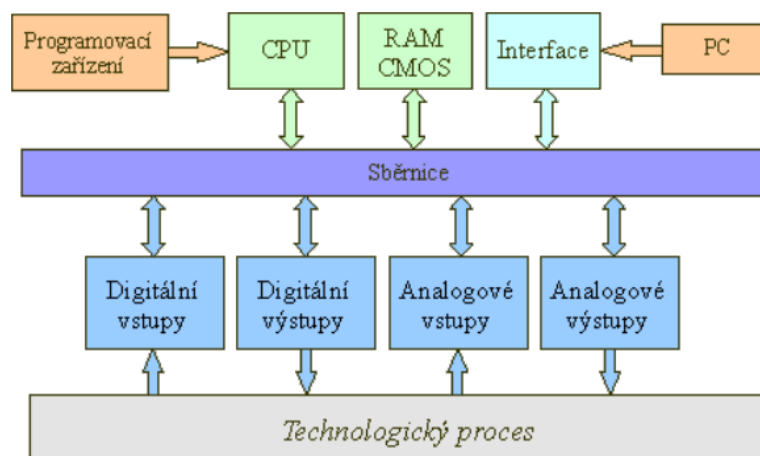 Programovací
zařízení
CPU
RAM
CMOS
Interface
PC
Sběrnice
Digitální
vstupy
Digitální
výstupy
Analogové
vstupy
Analogové
výstupy
Technologický proces